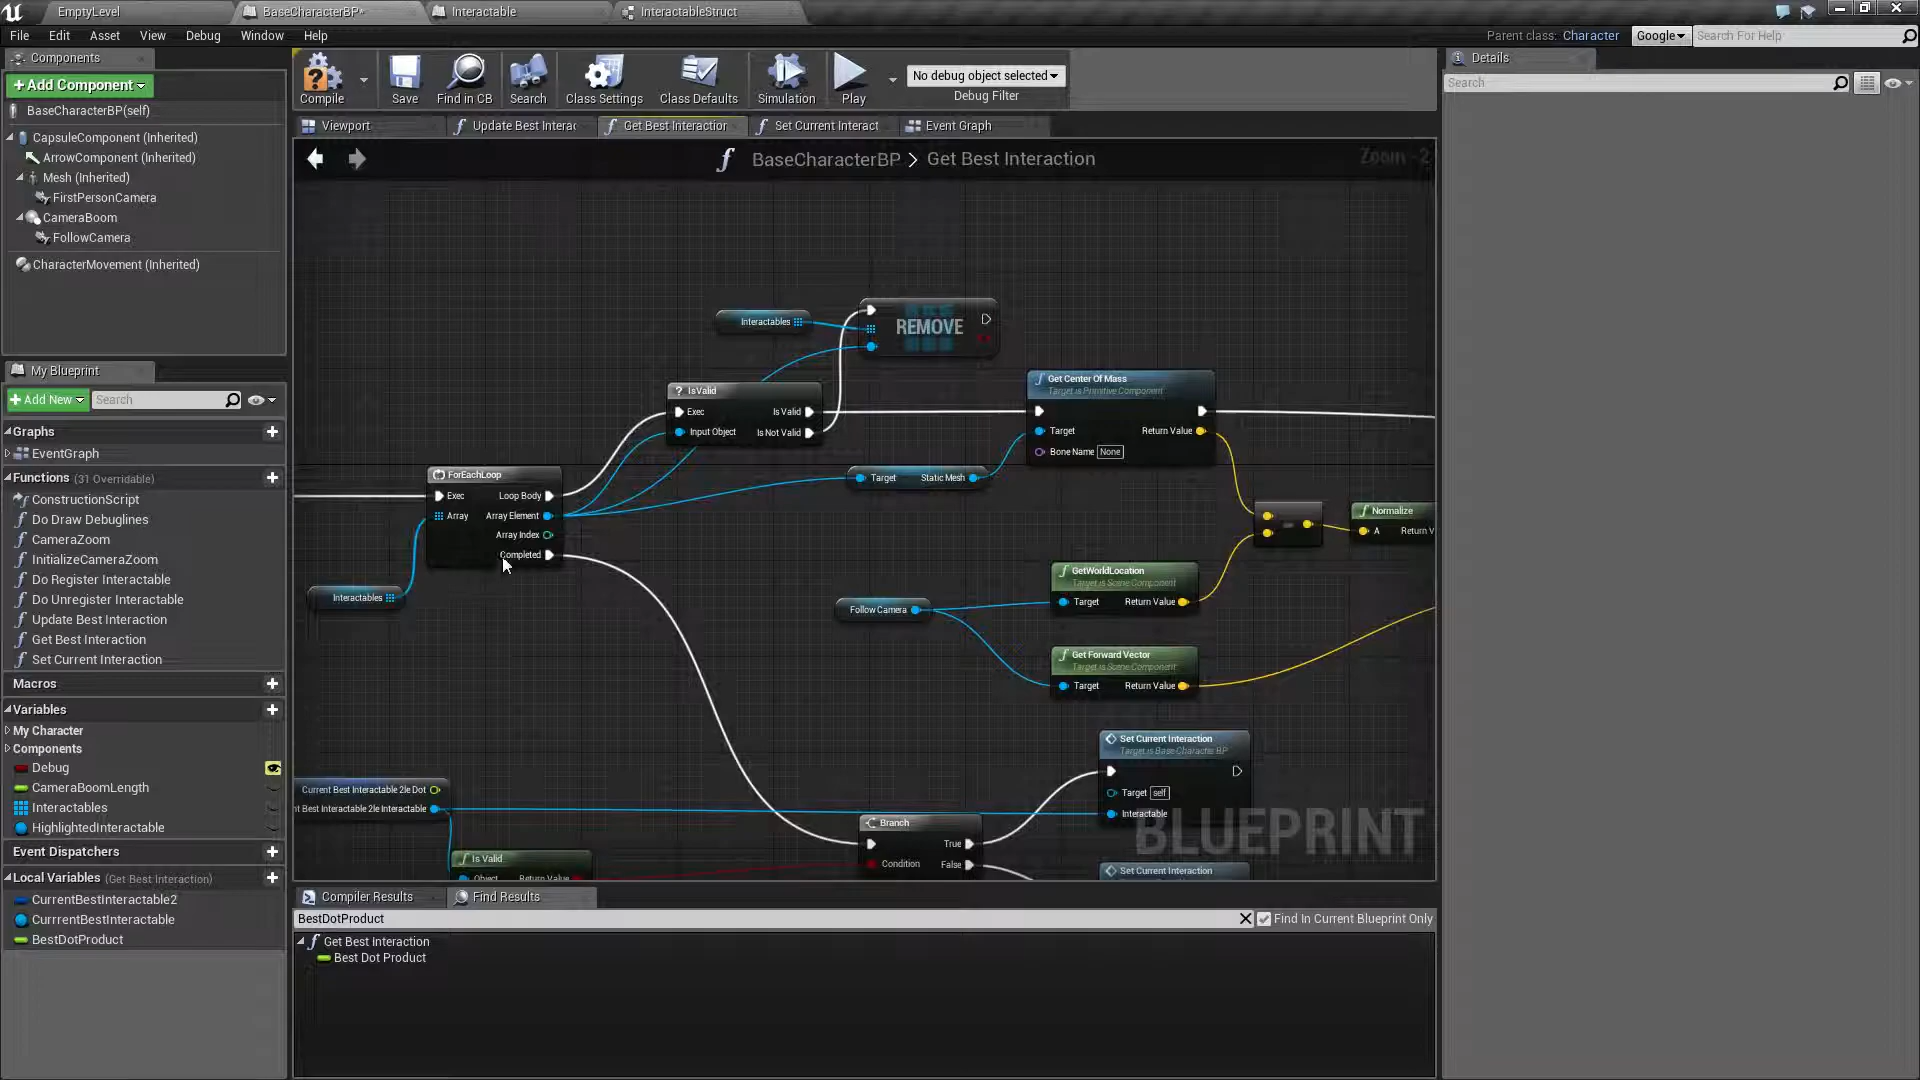 EmptyLevel
BaseCharacterBP*
Interactable
InteractableStruct
File Edit Asset View Debug Window Help
Parent class: Character
Google
Search For Help
Components
+Add Component
BaseCharacterBP(self)
CapsuleComponent (Inherited)
ArrowComponent (Inherited)
Mesh (Inherited)
FirstPersonCamera
CameraBoom
FollowCamera
CharacterMovement (Inherited)
My Blueprint
+Add New
Search
Graphs
EventGraph
Functions (31 Overridable)
ConstructionScript
Do Draw Debuglines
CameraZoom
InitializeCameraZoom
Do Register Interactable
Do Unregister Interactable
Update Best Interaction
Get Best Interaction
Set Current Interaction
Macros
Variables
My Character
Components
Debug
CameraBoomLength
Interactables
HighlightedInteractable
Event Dispatchers
Local Variables (Get Best Interaction)
CurrentBestInteractable2
CurrrentBestInteractable
BestDotProduct
Compile
Save
Find in CB
Search
Class Settings
Class Defaults
Simulation
Play
No debug object selected
Debug Filter
Viewport
Update Best Interac
Get Best Interaction
Set Current Interact
Event Graph
BaseCharacterBP > Get Best Interaction
Zoom -2
Interactables
REMOVE
? IsValid
Exec
Is Valid
Input Object
Is Not Valid
Get Center Of Mass
Target is Primitive Component
Target
Return Value
Bone Name
None
ForEachLoop
Exec
Loop Body
Array
Array Element
Array Index
Completed
Target
Static Mesh
-
Normalize
A
Return V
Interactables
GetWorldLocation
Target is Scene Component
Target
Return Value
Follow Camera
Get Forward Vector
Target is Scene Component
Target
Return Value
Set Current Interaction
Target is Base Character BP
Target
self
Interactable
Current Best Interactable 2le Dot
nt Best Interactable 2le Interactable
Branch
True
Condition
False
Is Valid
Object
Return Value
Set Current Interaction
BLUEPRINT
Compiler Results
Find Results
BestDotProduct
Find In Current Blueprint Only
Get Best Interaction
Best Dot Product
Details
Search